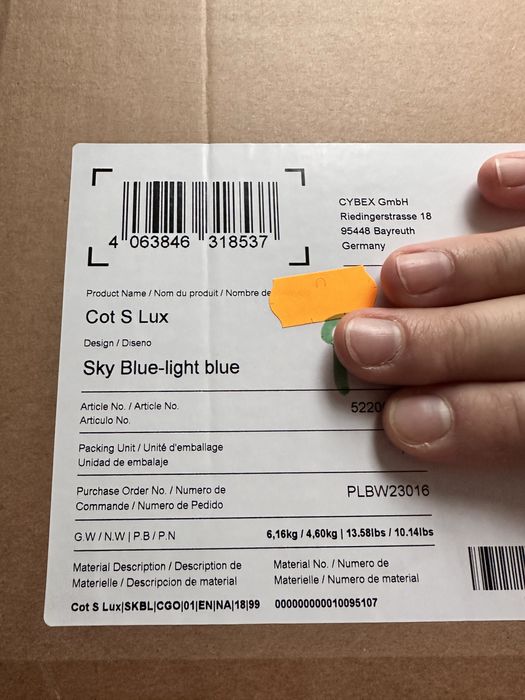 4 063846 318537
CYBEX GmbH
Riedingerstrasse 18
95448 Bayreuth
Germany
Product Name / Nom du produit / Nombre de
Cot S Lux
Design / Diseno
Sky Blue-light blue
Article No. / Article No.
Articulo No.
Packing Unit / Unité d'emballage
Unidad de embalaje
Purchase Order No. / Numero de
Commande / Numero de Pedido
PLBW23016
G.W / N.W | P.B / P.N
6,16kg / 4,60kg | 13.58lbs / 10.14lbs
Material Description / Description de
Materielle / Descripcion de material
Material No. / Numero de
Materielle / Numero de material
Cot S Lux|SKBL|CGO|01|EN|NA|18|99
000000000010095107